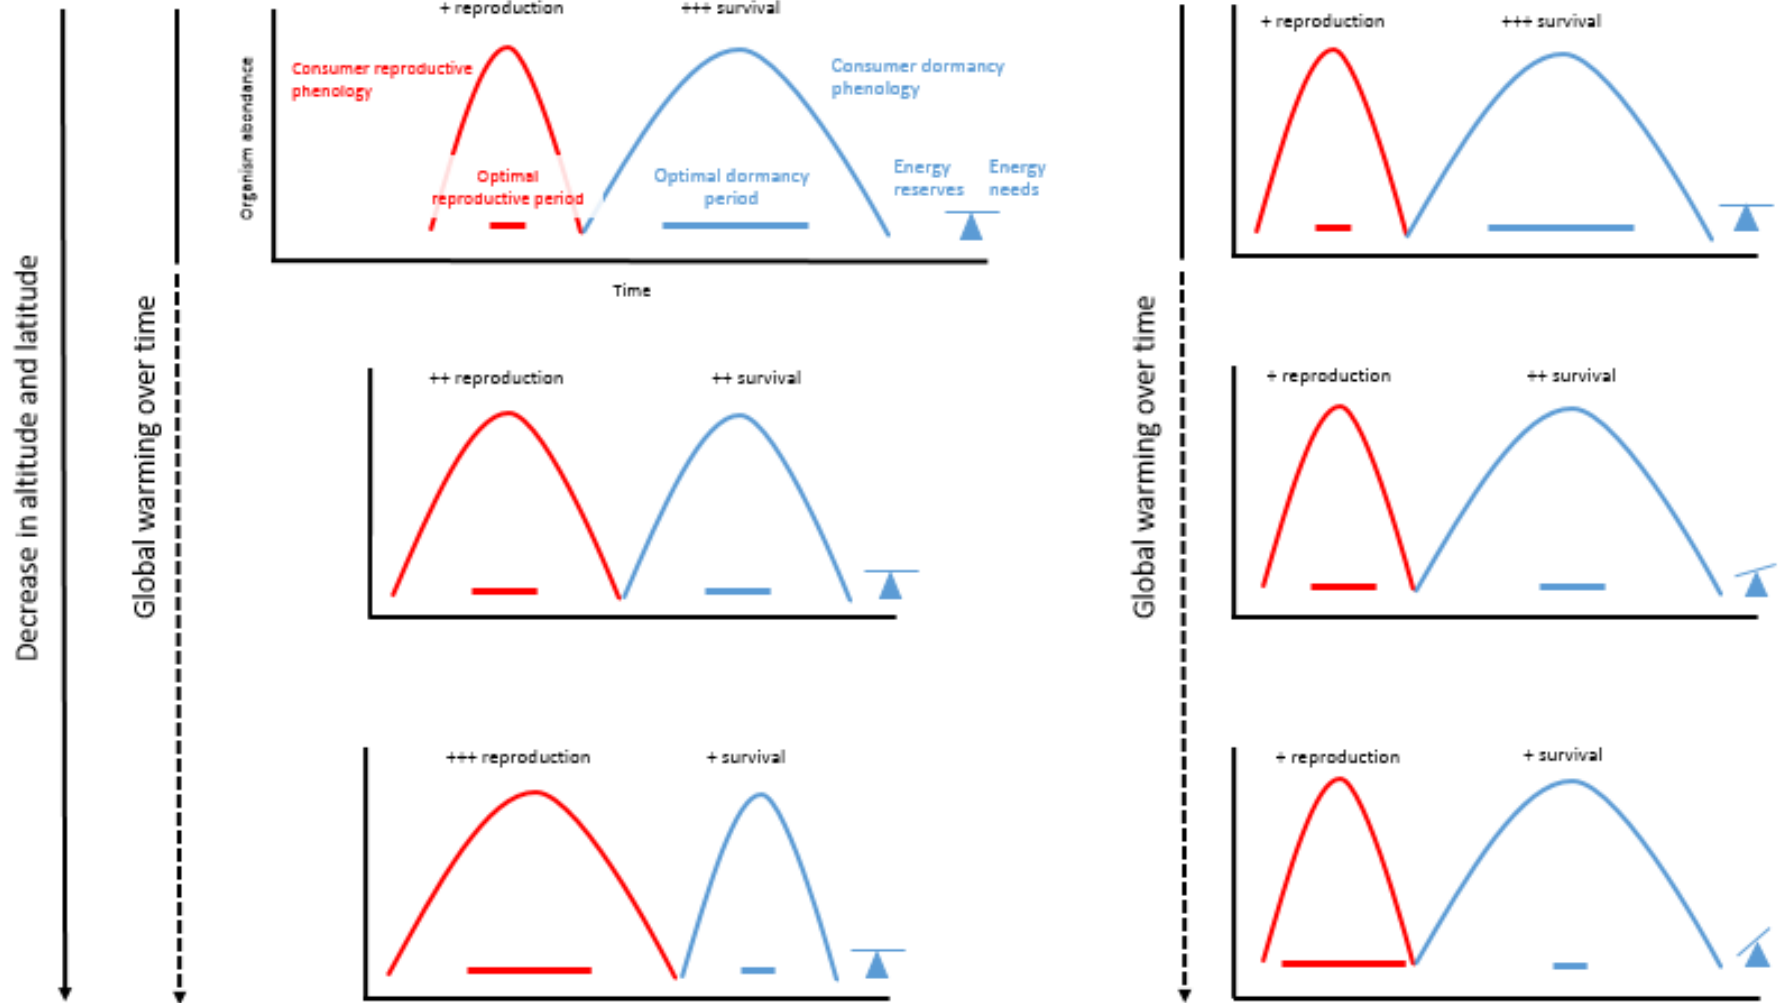 + reproduction
+++ survival
Consumer reproductive
phenology
Consumer dormancy
phenology
Organism abondance
Optimal
reproductive period
Optimal dormancy
period
Energy
reserves
Energy
needs
Time
Decrease in altitude and latitude
Global warming over time
++ reproduction
++ survival
+++ reproduction
+ survival
+ reproduction
+++ survival
Global warming over time
+ reproduction
++ survival
+ reproduction
+ survival